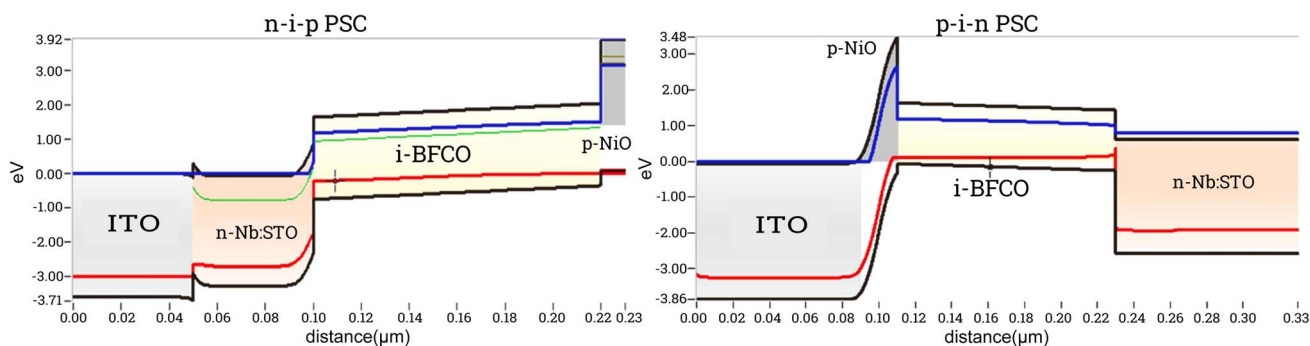 n-i-p PSC
3.92
3.00
2.00
1.00
0.00
-1.00
-2.00
-3.00
-3.71
eV
ITO
n-Nb:STO
i-BFCO
p-NiO
0.00 0.02 0.04 0.06 0.08 0.10 0.12 0.14 0.16 0.18 0.20 0.22 0.23
distance(μm)
p-i-n PSC
3.48
2.00
1.00
0.00
-1.00
-3.00
-3.86
eV
p-NiO
ITO
i-BFCO
n-Nb:STO
0.00 0.02 0.04 0.06 0.08 0.10 0.12 0.14 0.16 0.18 0.20 0.22 0.24 0.26 0.28 0.30 0.33
distance(μm)